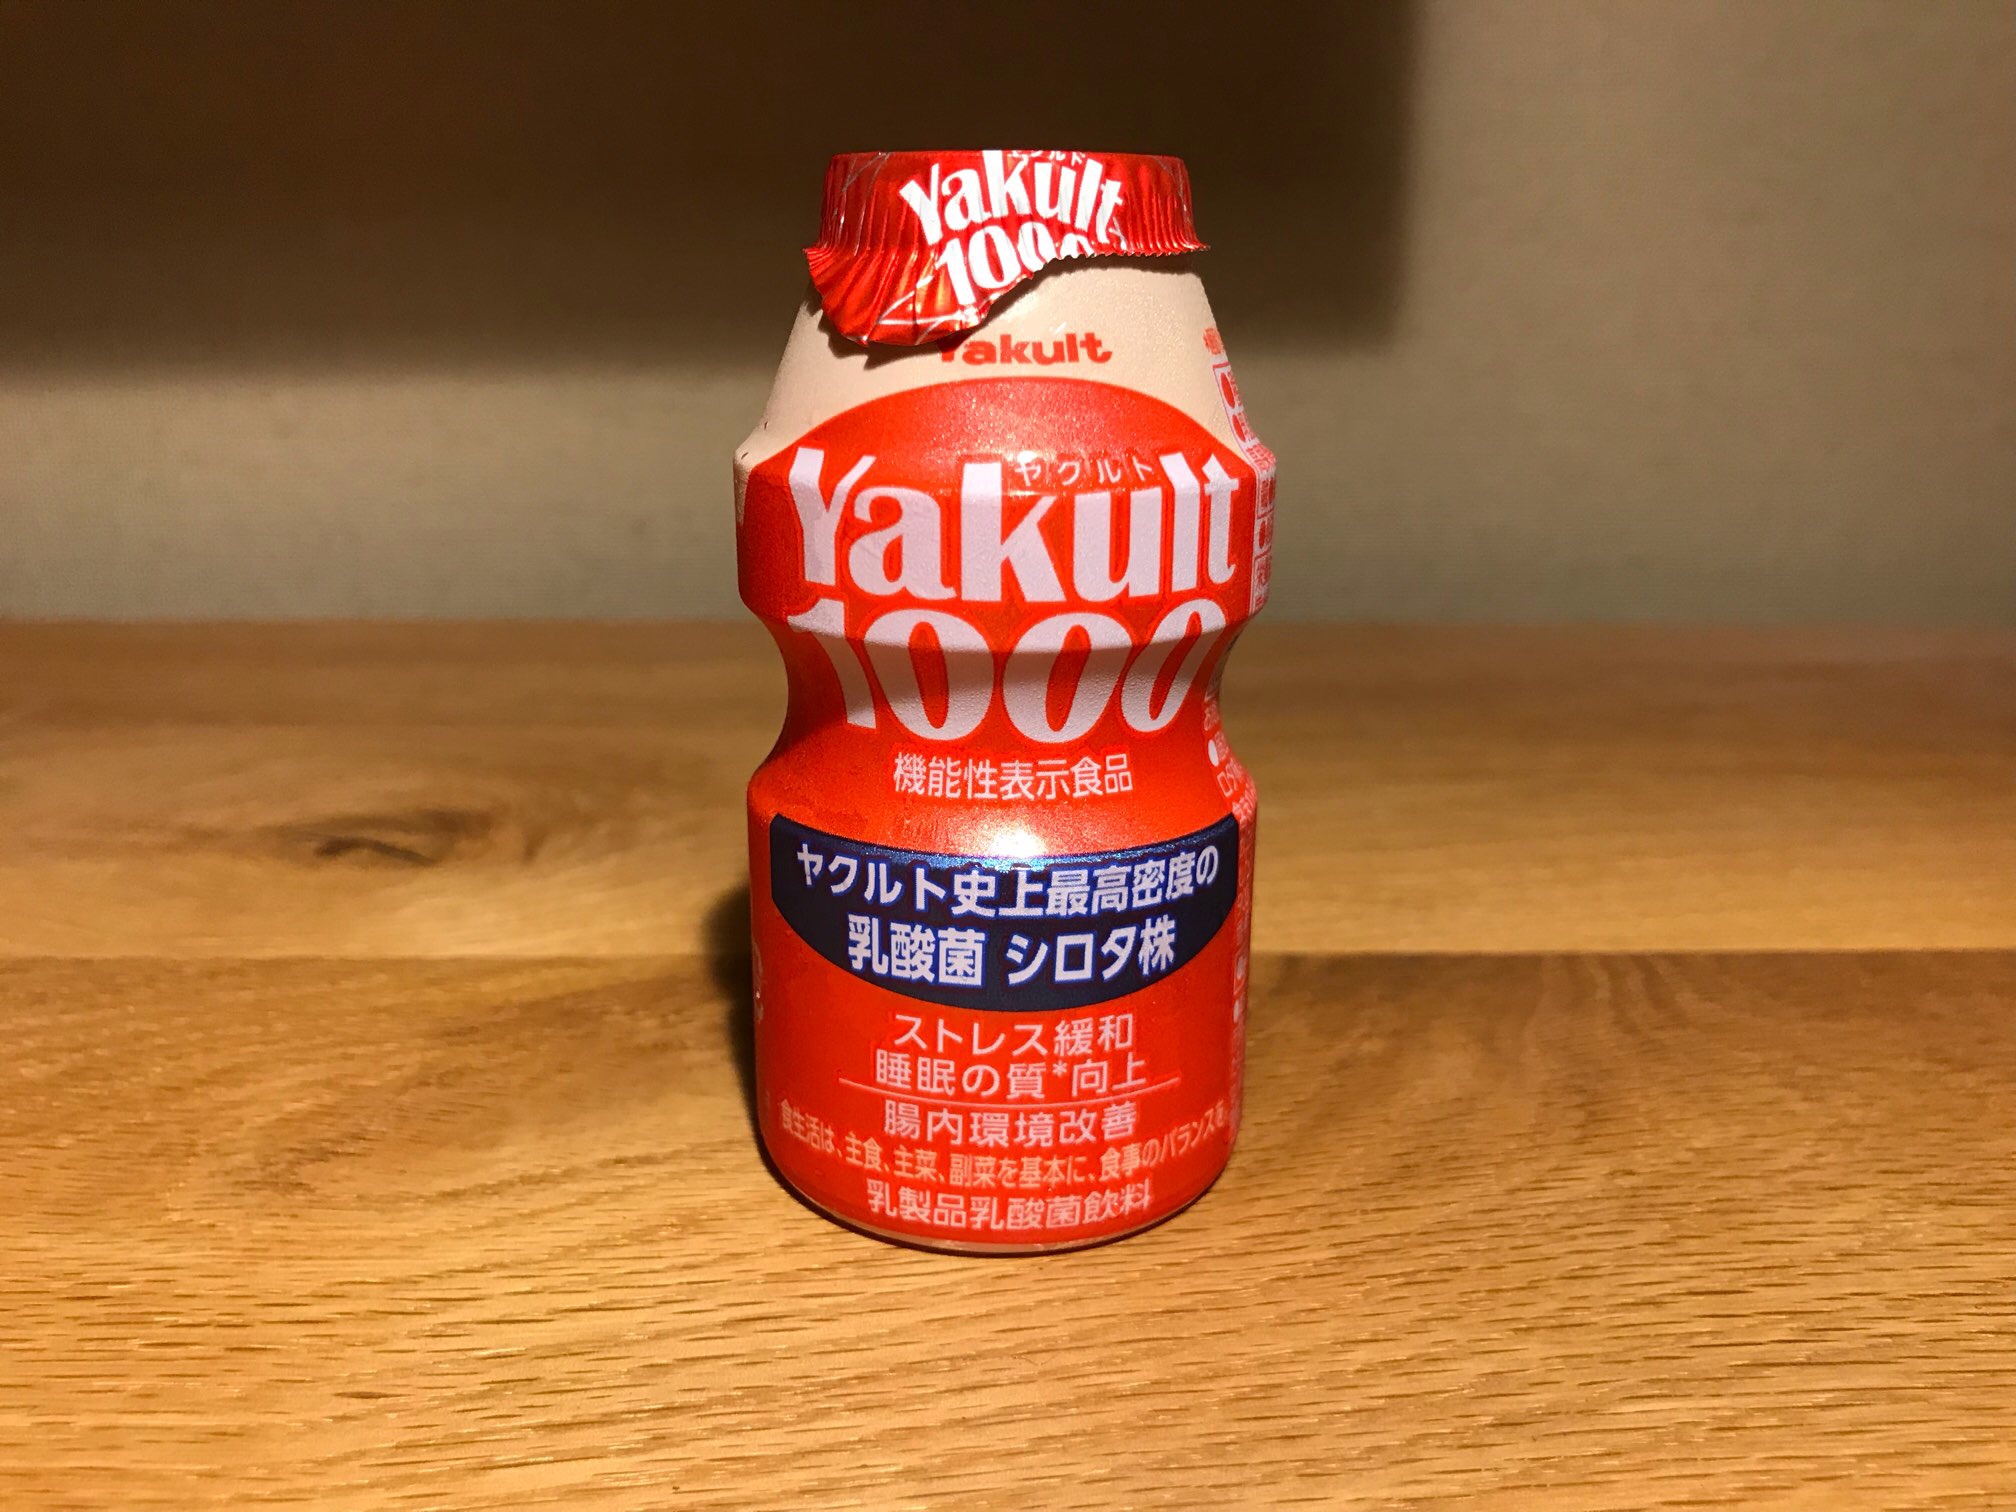 Yakult
1000
Yakult
ヤクルト
Yakult
1000
機能性表示食品
ヤクルト史上最高密度の
乳酸菌 シロタ株
ストレス緩和
睡眠の質*向上
腸内環境改善
食生活は、主食、主菜、副菜を基本に、食事のバランスを
乳製品乳酸菌飲料